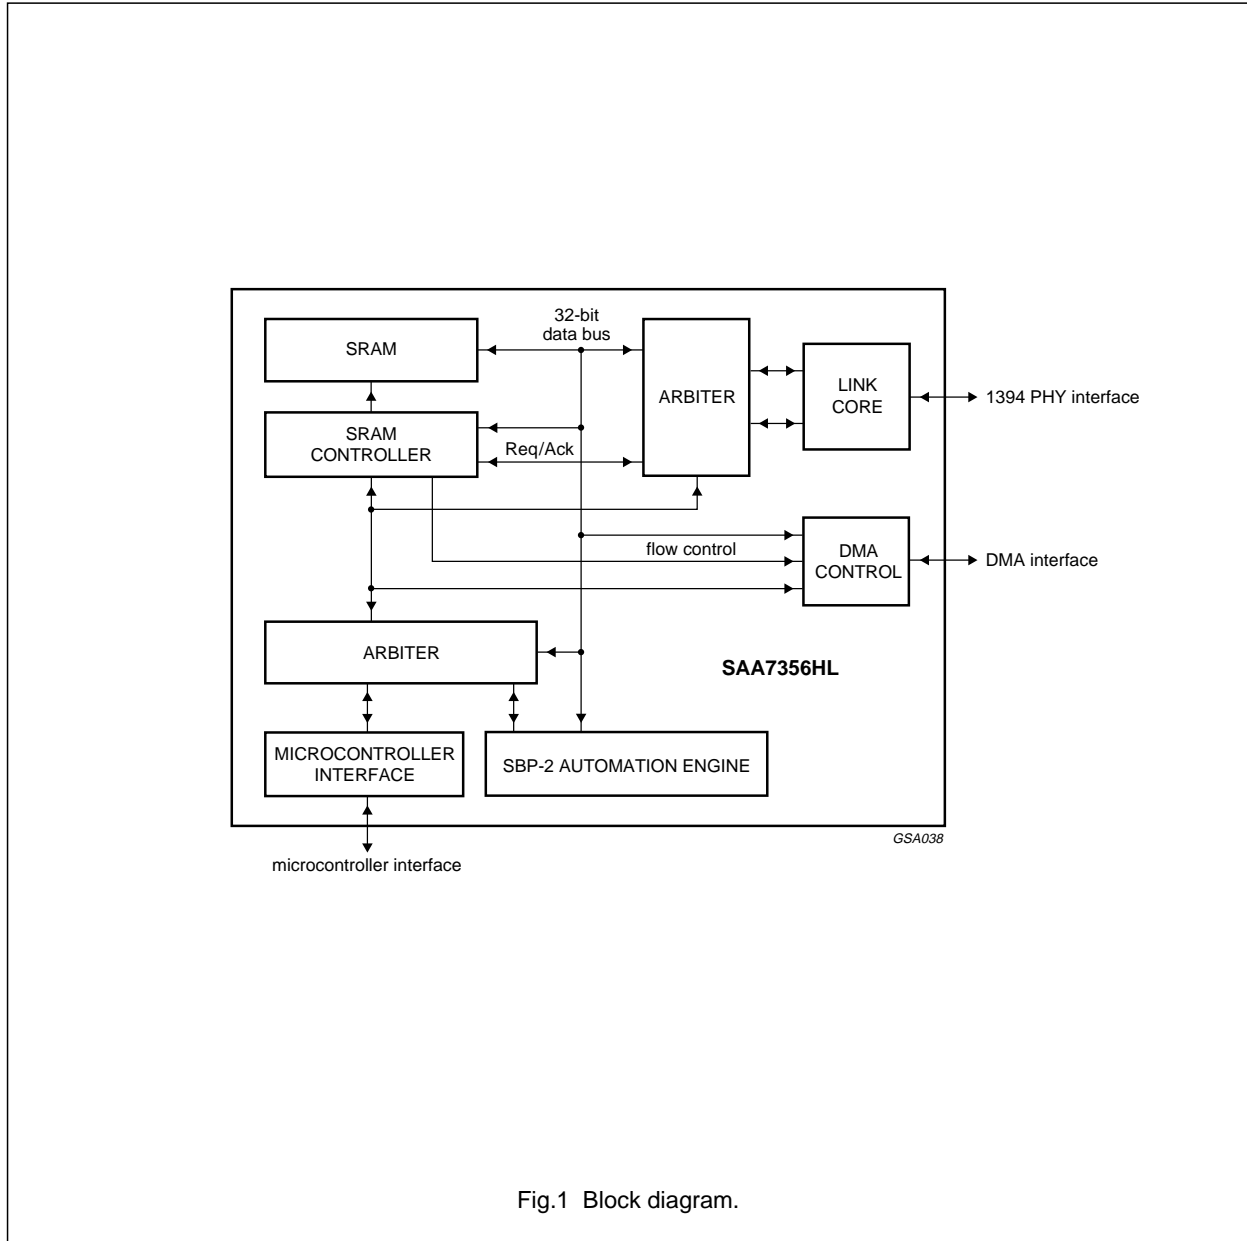 32-bit
data bus
SRAM
ARBITER
LINK
CORE
1394 PHY interface
SRAM
CONTROLLER
Req/Ack
flow control
DMA
CONTROL
DMA interface
ARBITER
SAA7356HL
MICROCONTROLLER
INTERFACE
SBP-2 AUTOMATION ENGINE
GSA038
microcontroller interface
Fig.1 Block diagram.